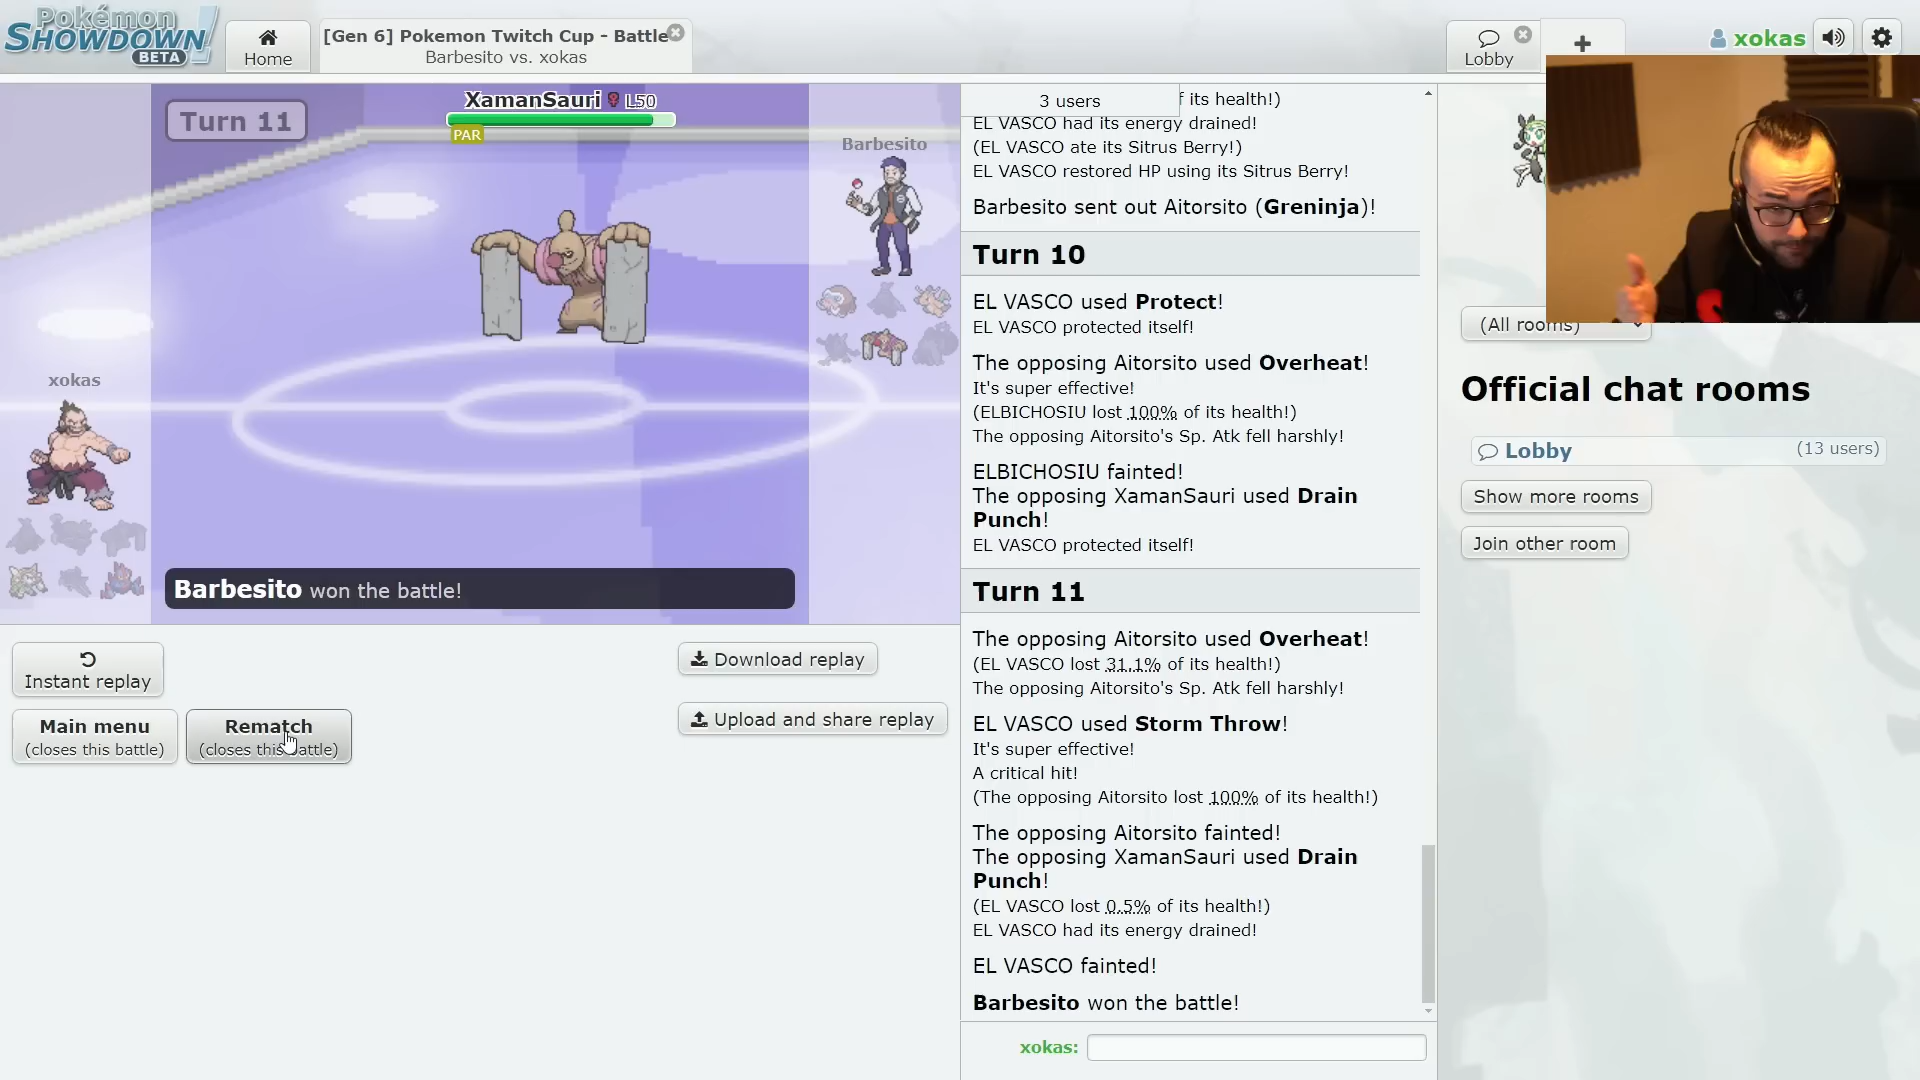 Pokémon
SHOWDOWN!
BETA
Home
[Gen 6] Pokemon Twitch Cup - Battle
Barbesito vs. xokas
Lobby
+
xokas
Turn 11
XamanSauri L50
PAR
Barbesito
xokas
Barbesito won the battle!
Instant replay
Main menu
(closes this battle)
Rematch
(closes this battle)
Download replay
Upload and share replay
3 users
f its health!)
EL VASCO had its energy drained!
(EL VASCO ate its Sitrus Berry!)
EL VASCO restored HP using its Sitrus Berry!
Barbesito sent out Aitorsito (Greninja)!
Turn 10
EL VASCO used Protect!
EL VASCO protected itself!
The opposing Aitorsito used Overheat!
It's super effective!
(ELBICHOSIU lost 100% of its health!)
The opposing Aitorsito's Sp. Atk fell harshly!
ELBICHOSIU fainted!
The opposing XamanSauri used Drain
Punch!
EL VASCO protected itself!
Turn 11
The opposing Aitorsito used Overheat!
(EL VASCO lost 31.1% of its health!)
The opposing Aitorsito's Sp. Atk fell harshly!
EL VASCO used Storm Throw!
It's super effective!
A critical hit!
(The opposing Aitorsito lost 100% of its health!)
The opposing Aitorsito fainted!
The opposing XamanSauri used Drain
Punch!
(EL VASCO lost 0.5% of its health!)
EL VASCO had its energy drained!
EL VASCO fainted!
Barbesito won the battle!
xokas:
(All rooms)
Official chat rooms
Lobby (13 users)
Show more rooms
Join other room